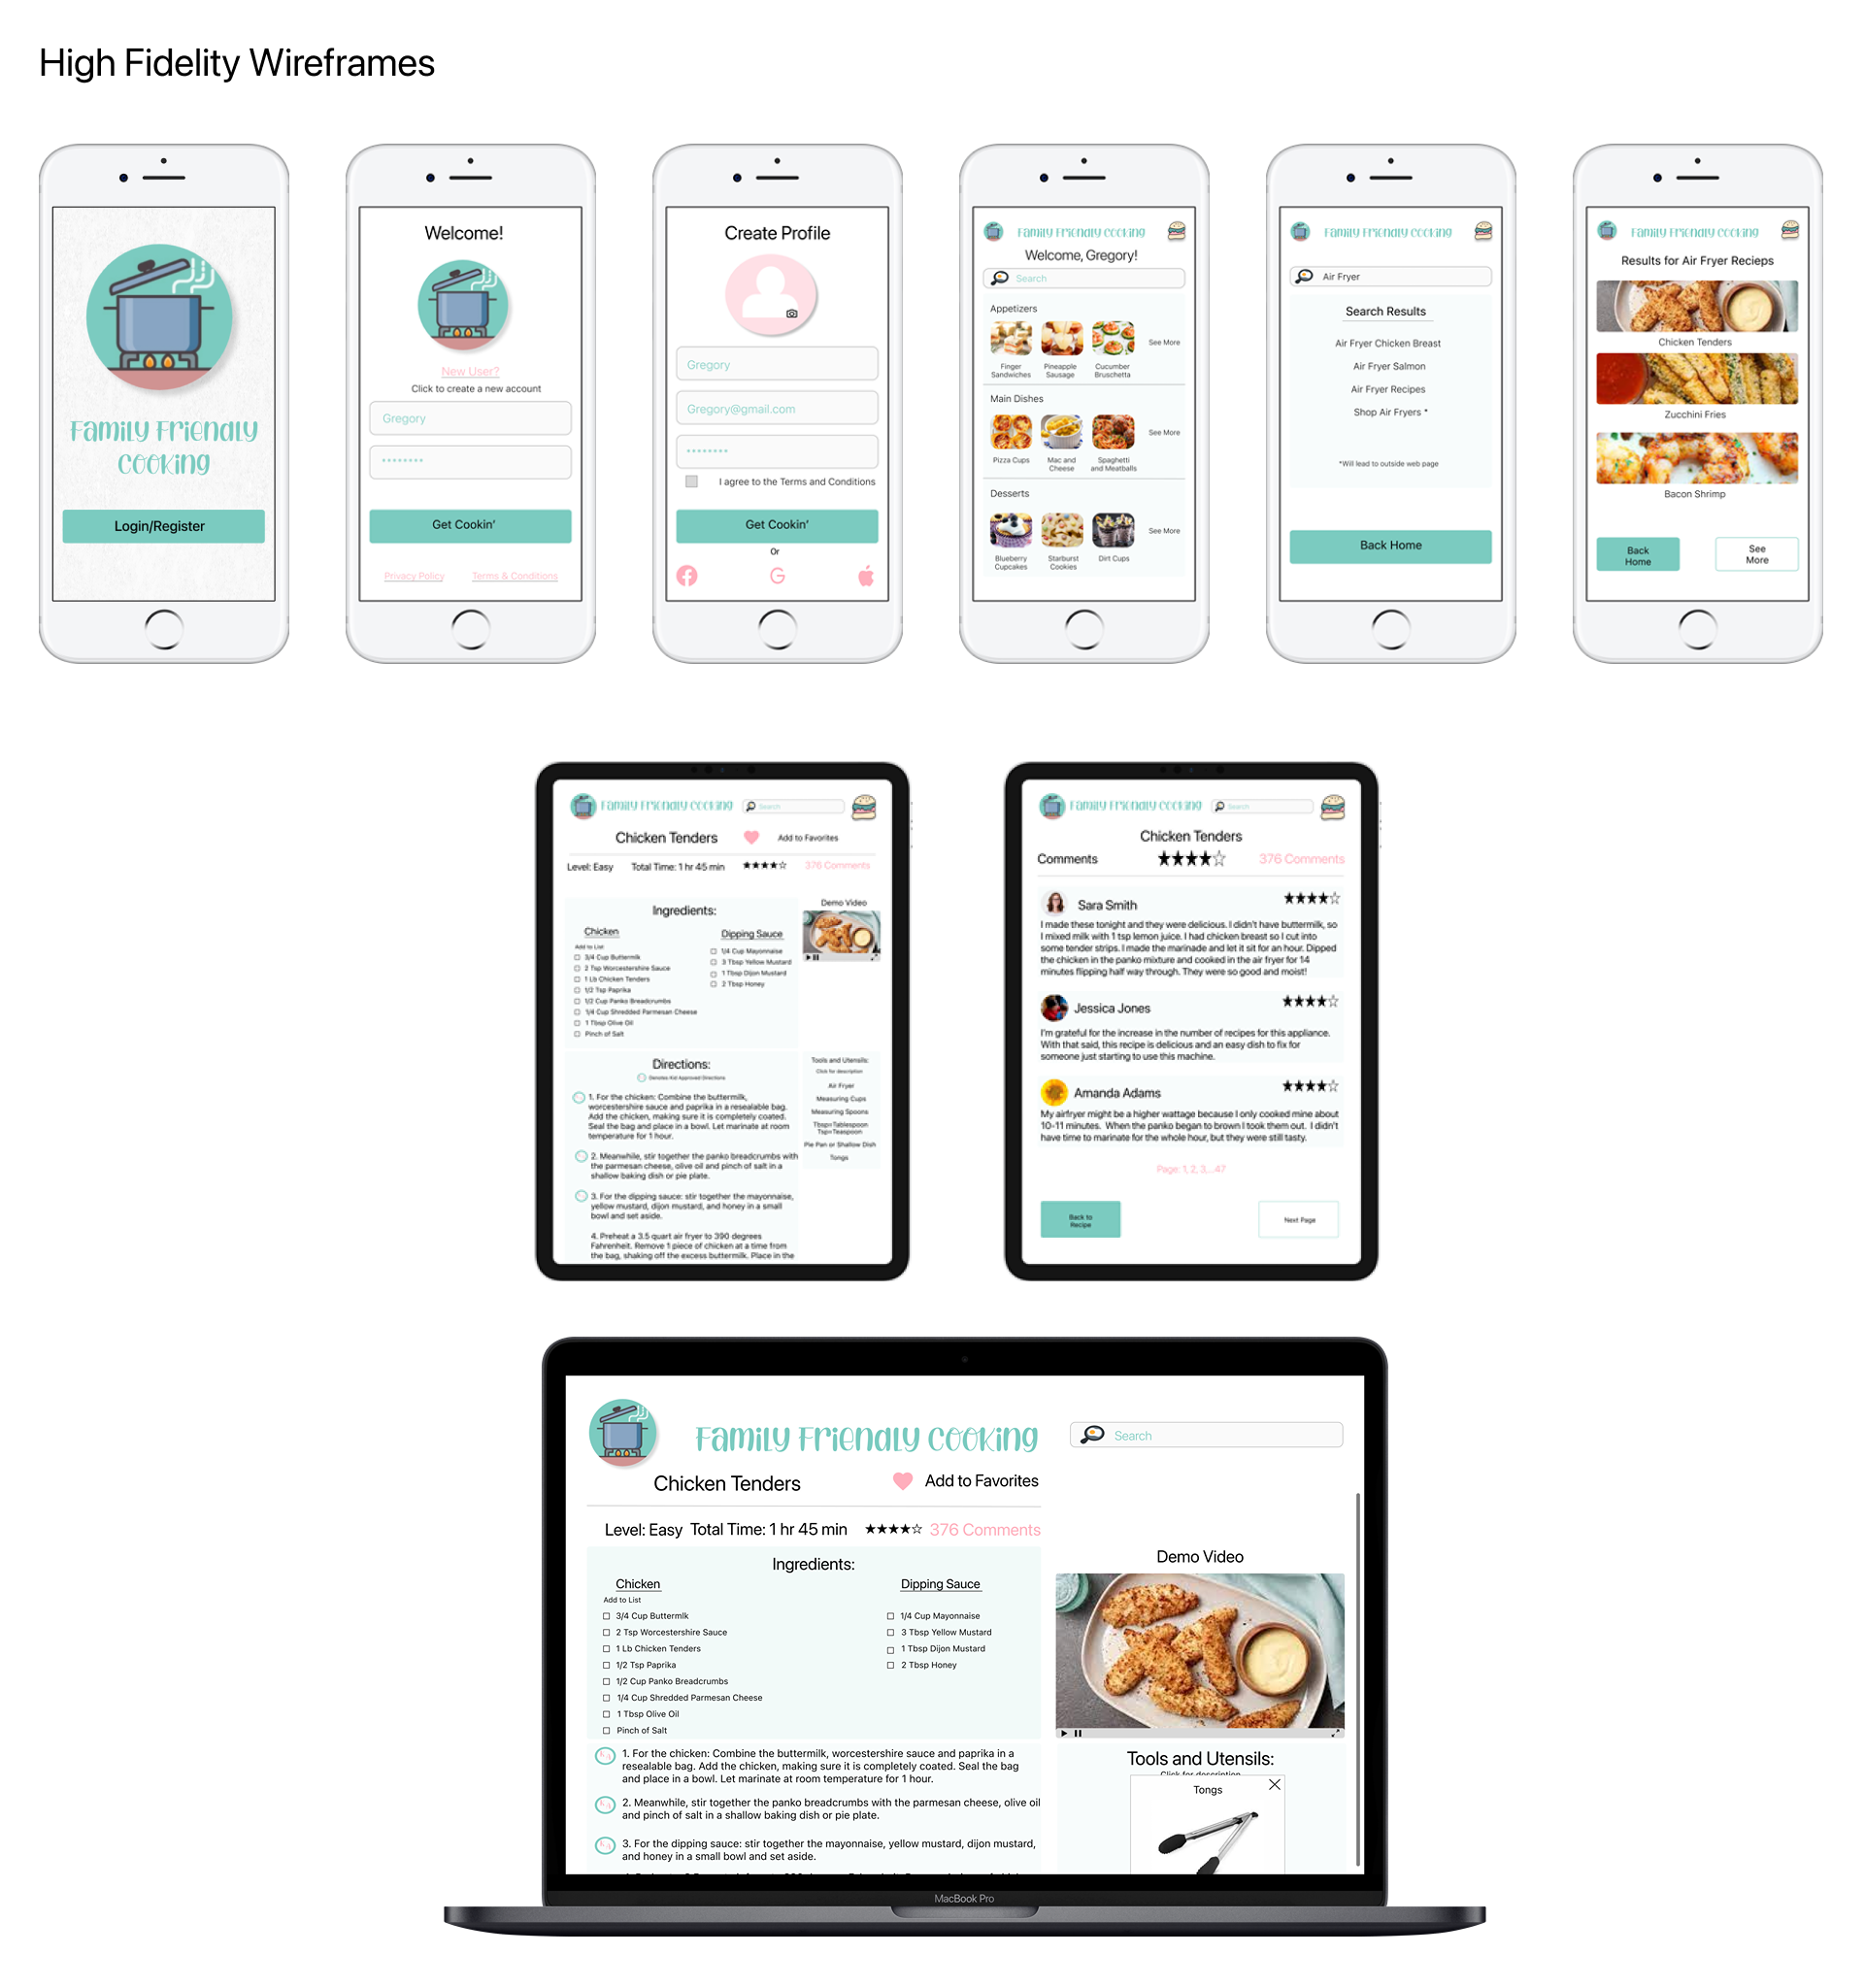 High Fidelity Wireframes
Family Friendly
Cooking
Login/Register
Welcome!
New User?
Click to create a new account
Gregory
Get Cookin'
Privacy Policy
Terms & Conditions
Create Profile
Gregory
Gregory@gmail.com
I agree to the Terms and Conditions
Get Cookin'
Or
Family Friendly Cooking
Welcome, Gregory!
Search
Appetizers
Finger
Sandwiches
Pineapple
Sausage
Cucumber
Bruschetta
See More
Main Dishes
Pizza Cups
Mac and
Cheese
Spaghetti
and Meatballs
See More
Desserts
Blueberry
Cupcakes
Starburst
Cookies
Dirt Cups
See More
Family Friendly Cooking
Air Fryer
Search Results
Air Fryer Chicken Breast
Air Fryer Salmon
Air Fryer Recipes
Shop Air Fryers *
*Will lead to outside web page
Back Home
Family Friendly Cooking
Results for Air Fryer Recieps
Chicken Tenders
Zucchini Fries
Bacon Shrimp
Back
Home
See
More
Family Friendly Cooking
Search
Chicken Tenders
Add to Favorites
Level: Easy
Total Time: 1 hr 45 min
★★★★☆
376 Comments
Ingredients:
Chicken
Add to List
3/4 Cup Buttermlk
2 Tsp Worcestershire Sauce
1 Lb Chicken Tenders
1/2 Tsp Paprika
1/2 Cup Panko Breadcrumbs
1/4 Cup Shredded Parmesan Cheese
1 Tbsp Olive Oil
Pinch of Salt
Dipping Sauce
1/4 Cup Mayonnaise
3 Tbsp Yellow Mustard
1 Tbsp Dijon Mustard
2 Tbsp Honey
Demo Video
Directions:
Denotes Kid Approved Directions
1. For the chicken: Combine the buttermilk,
worcestershire sauce and paprika in a resealable bag.
Add the chicken, making sure it is completely coated.
Seal the bag and place in a bowl. Let marinate at room
temperature for 1 hour.
2. Meanwhile, stir together the panko breadcrumbs with
the parmesan cheese, olive oil and pinch of salt in a
shallow baking dish or pie plate.
3. For the dipping sauce: stir together the mayonnaise,
yellow mustard, dijon mustard, and honey in a small
bowl and set aside.
4. Preheat a 3.5 quart air fryer to 390 degrees
Fahrenheit. Remove 1 piece of chicken at a time from
the bag, shaking off the excess buttermilk. Place in the
Tools and Utensils:
Click for description
Air Fryer
Measuring Cups
Measuring Spoons
Tbsp=Tablespoon
Tsp=Teaspoon
Pie Pan or Shallow Dish
Tongs
Family Friendly Cooking
Search
Chicken Tenders
Comments
★★★★☆
376 Comments
Sara Smith
★★★★☆
I made these tonight and they were delicious. I didn't have buttermilk, so
I mixed milk with 1 tsp lemon juice. I had chicken breast so I cut into
some tender strips. I made the marinade and let it sit for an hour. Dipped
the chicken in the panko mixture and cooked in the air fryer for 14
minutes flipping half way through. They were so good and moist!
Jessica Jones
★★★★☆
I'm grateful for the increase in the number of recipes for this appliance.
With that said, this recipe is delicious and an easy dish to fix for
someone just starting to use this machine.
Amanda Adams
★★★★☆
My airfryer might be a higher wattage because I only cooked mine about
10-11 minutes. When the panko began to brown I took them out. I didn't
have time to marinate for the whole hour, but they were still tasty.
Page: 1, 2, 3,...47
Back to
Recipe
Next Page
Family Friendly Cooking
Search
Chicken Tenders
Add to Favorites
Level: Easy
Total Time: 1 hr 45 min
★★★★☆
376 Comments
Ingredients:
Chicken
Add to List
3/4 Cup Buttermlk
2 Tsp Worcestershire Sauce
1 Lb Chicken Tenders
1/2 Tsp Paprika
1/2 Cup Panko Breadcrumbs
1/4 Cup Shredded Parmesan Cheese
1 Tbsp Olive Oil
Pinch of Salt
Dipping Sauce
1/4 Cup Mayonnaise
3 Tbsp Yellow Mustard
1 Tbsp Dijon Mustard
2 Tbsp Honey
1. For the chicken: Combine the buttermilk, worcestershire sauce and paprika in a
resealable bag. Add the chicken, making sure it is completely coated. Seal the bag
and place in a bowl. Let marinate at room temperature for 1 hour.
2. Meanwhile, stir together the panko breadcrumbs with the parmesan cheese, olive oil
and pinch of salt in a shallow baking dish or pie plate.
3. For the dipping sauce: stir together the mayonnaise, yellow mustard, dijon mustard,
and honey in a small bowl and set aside.
Demo Video
Tools and Utensils:
Click for description
Tongs
MacBook Pro